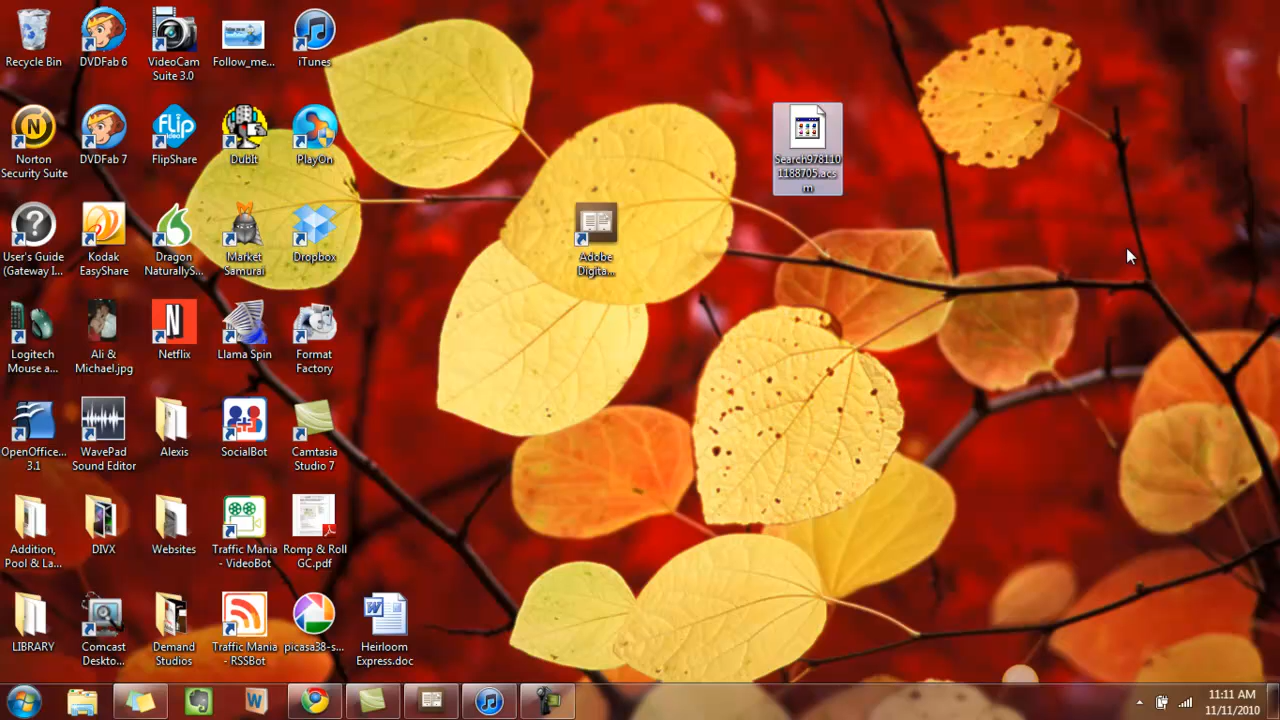 Recycle Bin
DVDFab 6
VideoCam
Suite 3.0
Follow_me...
iTunes
Norton
Security Suite
DVDFab 7
FlipShare
DubIt
PlayOn
Search978110
1188705.acs
m
User's Guide
(Gateway I...
Kodak
EasyShare
Dragon
NaturallyS...
Market
Samurai
Dropbox
Adobe
Digita...
Logitech
Mouse a...
Ali &
Michael.jpg
Netflix
Llama Spin
Format
Factory
OpenOffice...
3.1
WavePad
Sound Editor
Alexis
SocialBot
Camtasia
Studio 7
Addition,
Pool & La...
DIVX
Websites
Traffic Mania
- VideoBot
Romp & Roll
GC.pdf
LIBRARY
Comcast
Deskto...
Demand
Studios
Traffic Mania
- RSSBot
picasa38-s...
Heirloom
Express.doc
11:11 AM
11/11/2010